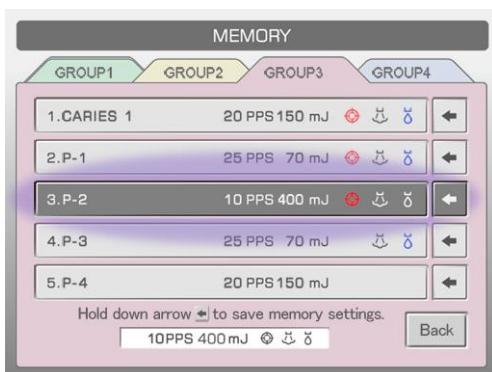 MEMORY
GROUP1 GROUP2 GROUP3 GROUP4
1.CARIES 1 20 PPS 150 mJ
2.P-1 25 PPS 70 mJ
3.P-2 10 PPS 400 mJ
4.P-3 25 PPS 70 mJ
5.P-4 20 PPS 150 mJ
Hold down arrow to save memory settings.
10PPS 400mJ
Back